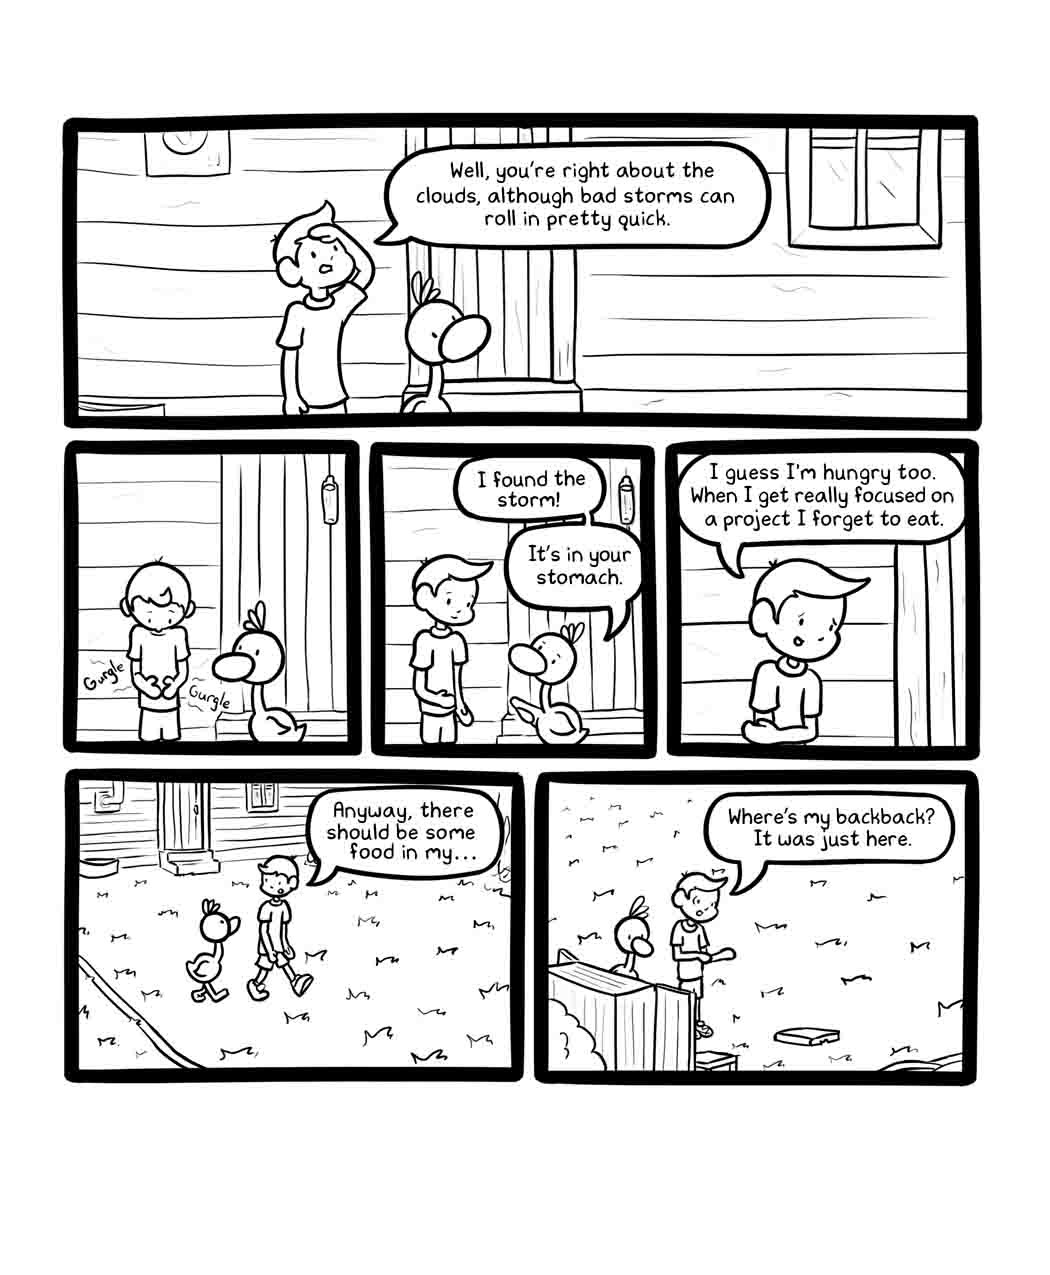 Well, you're right about the
clouds, although bad storms can
roll in pretty quick.
Gurgle
Gurgle
I found the
storm!
It's in your
stomach.
I guess I'm hungry too.
When I get really focused on
a project I forget to eat.
Anyway, there
should be some
food in my...
Where's my backback?
It was just here.